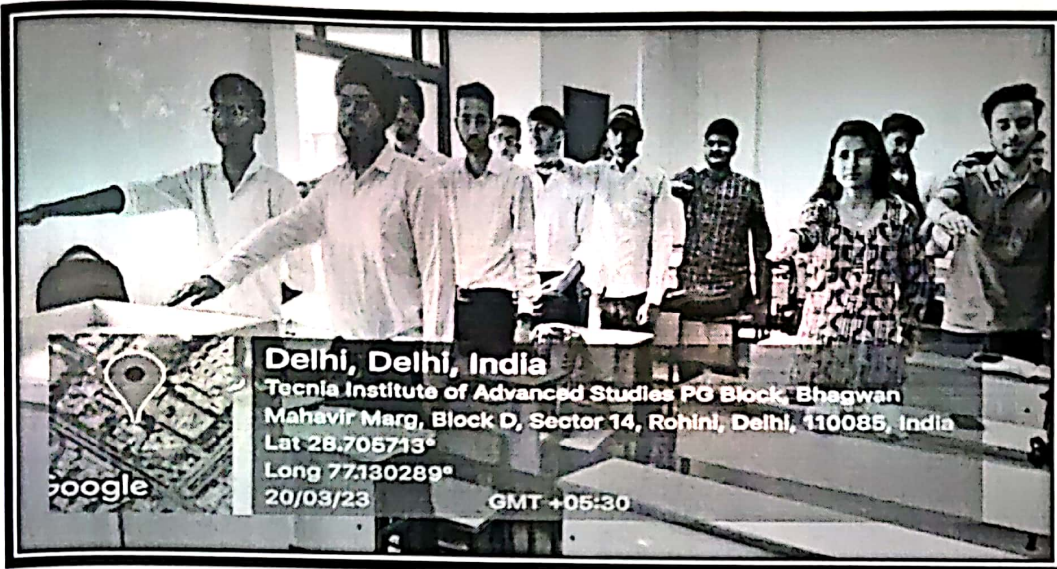 Delhi, Delhi, India
Tecnia Institute of Advanced Studies PG Block, Bhagwan
Mahavir Marg, Block D, Sector 14, Rohini, Delhi, 110085, India
Lat 28.705713°
Long 77.130289°
20/03/23 GMT +05:30
Google